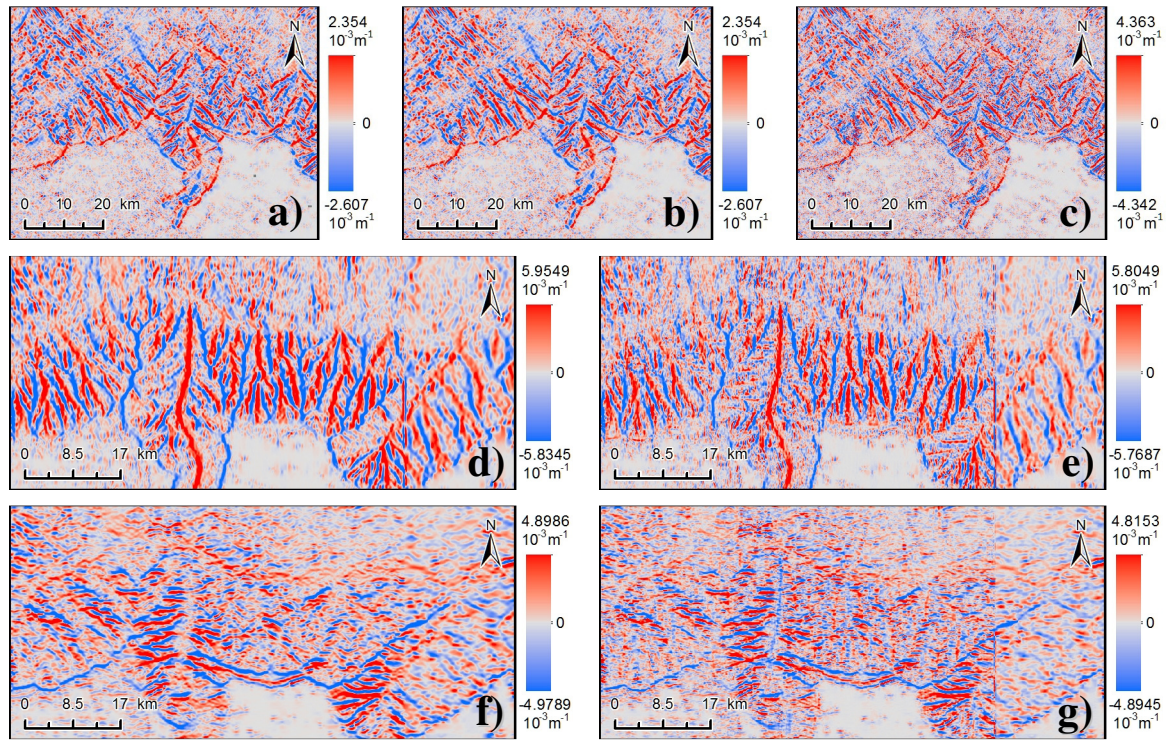 N
2.354
10⁻³m⁻¹
0
-2.607
10⁻³m⁻¹
0 10 20 km
a)
N
2.354
10⁻³m⁻¹
0
-2.607
10⁻³m⁻¹
0 10 20 km
b)
N
4.363
10⁻³m⁻¹
0
-4.342
10⁻³m⁻¹
0 10 20 km
c)
N
5.9549
10⁻³m⁻¹
0
-5.8345
10⁻³m⁻¹
0 8.5 17 km
d)
N
5.8049
10⁻³m⁻¹
0
-5.7687
10⁻³m⁻¹
0 8.5 17 km
e)
N
4.8986
10⁻³m⁻¹
0
-4.9789
10⁻³m⁻¹
0 8.5 17 km
f)
N
4.8153
10⁻³m⁻¹
0
-4.8945
10⁻³m⁻¹
0 8.5 17 km
g)